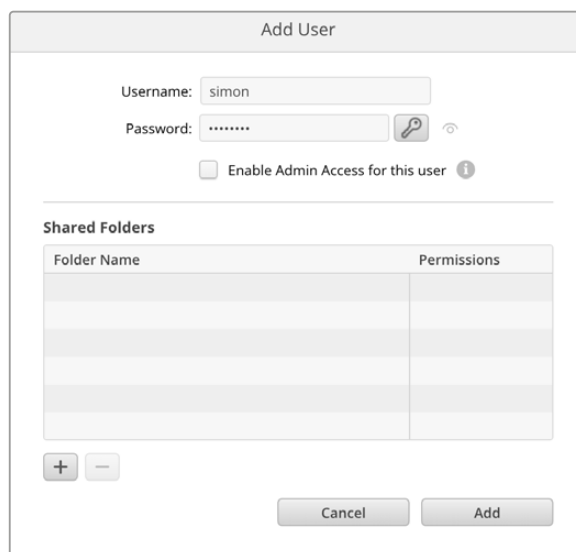 Add User
Username: simon
Password: ••••••••
Enable Admin Access for this user
Shared Folders
Folder Name Permissions
Cancel Add